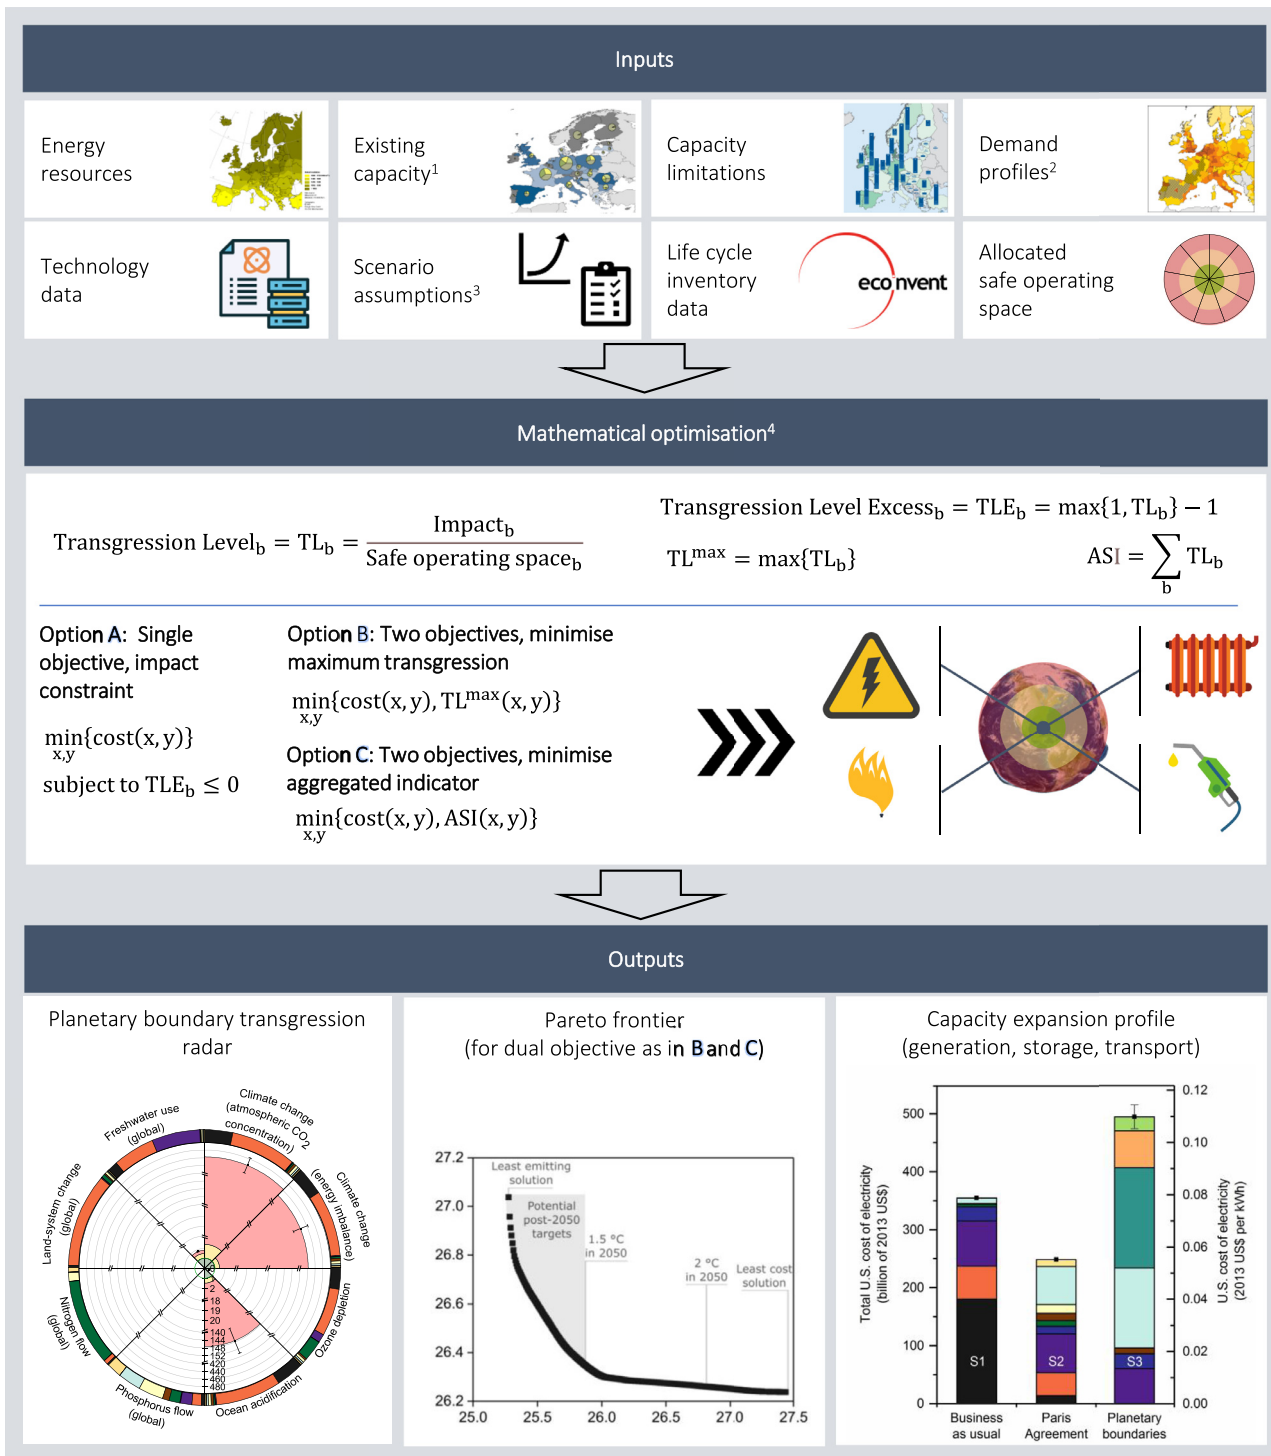 Inputs
Energy
resources
Existing
capacity1
Capacity
limitations
Demand
profiles2
Technology
data
Scenario
assumptions3
Life cycle
inventory
data
ecoinvent
Allocated
safe operating
space
Mathematical optimisation4
Transgression Level_b = TL_b = Impact_b / Safe operating space_b
Transgression Level Excess_b = TLE_b = max{1, TL_b} − 1
TL^max = max{TL_b}
ASI = ∑_b TL_b
Option A: Single
objective, impact
constraint
min_{x,y}{cost(x, y)}
subject to TLE_b ≤ 0
Option B: Two objectives, minimise
maximum transgression
min_{x,y}{cost(x, y), TL^max(x, y)}
Option C: Two objectives, minimise
aggregated indicator
min_{x,y}{cost(x, y), ASI(x, y)}
Outputs
Planetary boundary transgression
radar
Climate change
(atmospheric CO2
concentration)
Climate change
(energy imbalance)
Ozone depletion
Ocean acidification
Phosphorus flow
(global)
Nitrogen flow
(global)
Land-system change
(global)
Freshwater use
(global)
0
2
18
19
20
140
144
148
152
420
440
460
480
Pareto frontier
(for dual objective as in B and C)
27.2
27.0
26.8
26.6
26.4
26.2
25.0
25.5
26.0
26.5
27.0
27.5
Least emitting
solution
Potential
post-2050
targets
1.5 °C
in 2050
2 °C
in 2050
Least cost
solution
Capacity expansion profile
(generation, storage, transport)
Total U.S. cost of electricity
(billion of 2013 US$)
500
400
300
200
100
0
0.12
0.10
0.08
0.06
0.04
0.02
0.00
U.S. cost of electricity
(2013 US$ per kWh)
S1
S2
S3
Business
as usual
Paris
Agreement
Planetary
boundaries